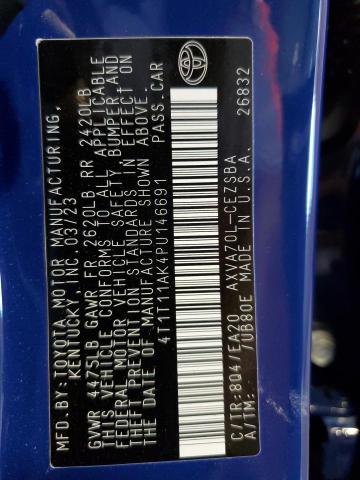 MFD. BY: TOYOTA MOTOR MANUFACTURING,
KENTUCKY, INC. 03/23
GVWR 4475LB GAWR FR 2620LB RR 2420LB
THIS VEHICLE CONFORMS TO ALL APPLICABLE
FEDERAL MOTOR VEHICLE SAFETY, BUMPER, AND
THEFT PREVENTION STANDARDS IN EFFECT ON
THE DATE OF MANUFACTURE SHOWN ABOVE.
4T1T11AK4PU146691 PASS. CAR
C/TR: 804/EA20 AXVA70L-CEZSBA
A/TM: /UB80E MADE IN U.S.A. 26832